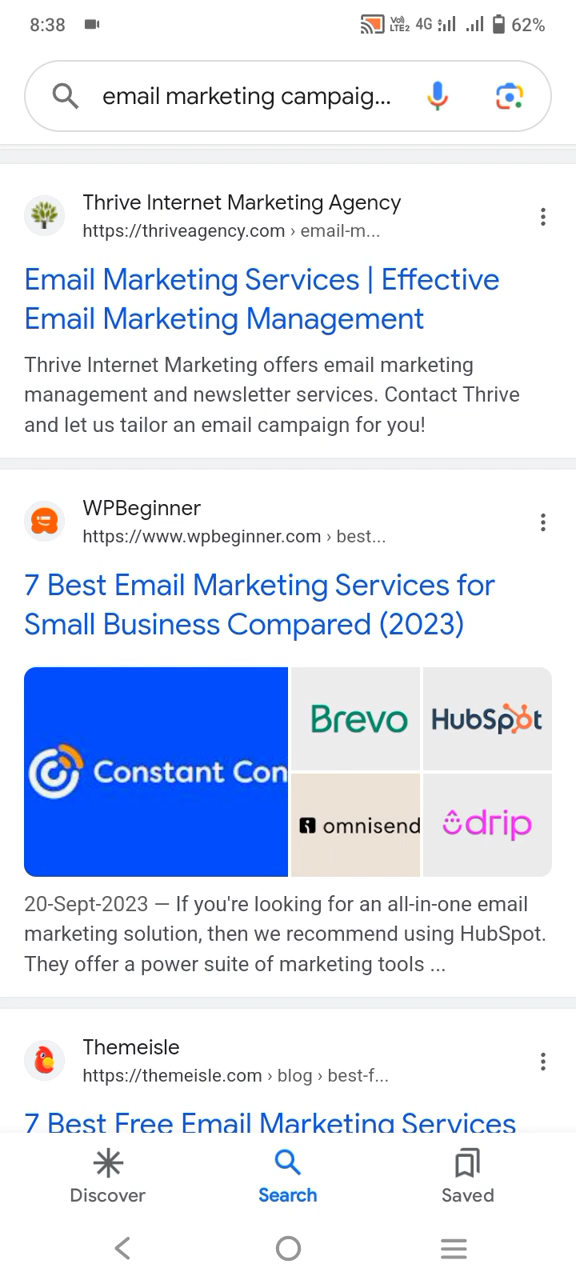 8:38 Vo) LTE2 4G 62%
email marketing campaig...
Thrive Internet Marketing Agency
https://thriveagency.com › email-m...
Email Marketing Services | Effective
Email Marketing Management
Thrive Internet Marketing offers email marketing
management and newsletter services. Contact Thrive
and let us tailor an email campaign for you!
WPBeginner
https://www.wpbeginner.com › best...
7 Best Email Marketing Services for
Small Business Compared (2023)
Constant Con
Brevo
HubSpot
omnisend
drip
20-Sept-2023 — If you're looking for an all-in-one email
marketing solution, then we recommend using HubSpot.
They offer a power suite of marketing tools ...
Themeisle
https://themeisle.com › blog › best-f...
7 Best Free Email Marketing Services
Discover
Search
Saved